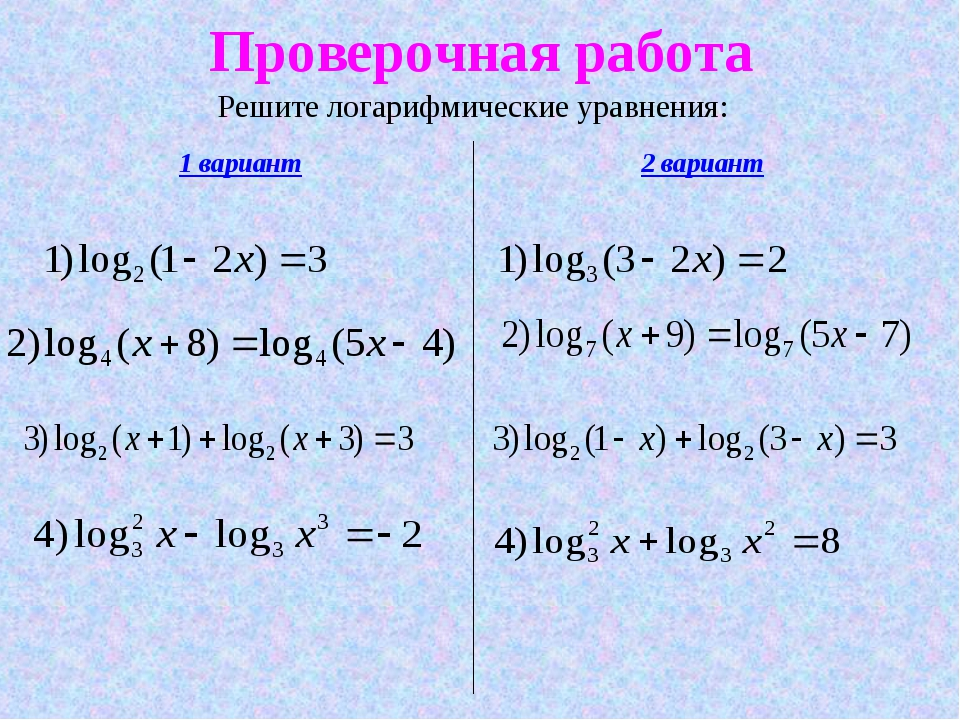 Проверочная работа
Решите логарифмические уравнения:
1 вариант
1) log₂(1 − 2x) = 3
2) log₄(x + 8) = log₄(5x − 4)
3) log₂(x + 1) + log₂(x + 3) = 3
4) log₃² x − log₃ x³ = −2
2 вариант
1) log₃(3 − 2x) = 2
2) log₇(x + 9) = log₇(5x − 7)
3) log₂(1 − x) + log₂(3 − x) = 3
4) log₃² x + log₃ x² = 8